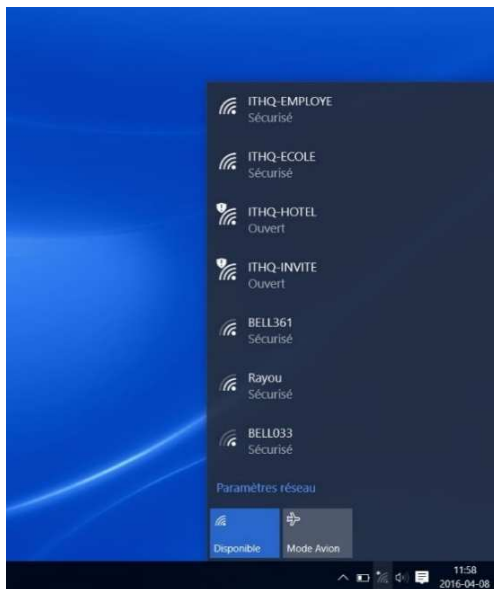 ITHQ-EMPLOYE
Sécurisé
ITHQ-ECOLE
Sécurisé
ITHQ-HOTEL
Ouvert
ITHQ-INVITE
Ouvert
BELL361
Sécurisé
Rayou
Sécurisé
BELL033
Sécurisé
Paramètres réseau
Disponible
Mode Avion
11:58
2016-04-08